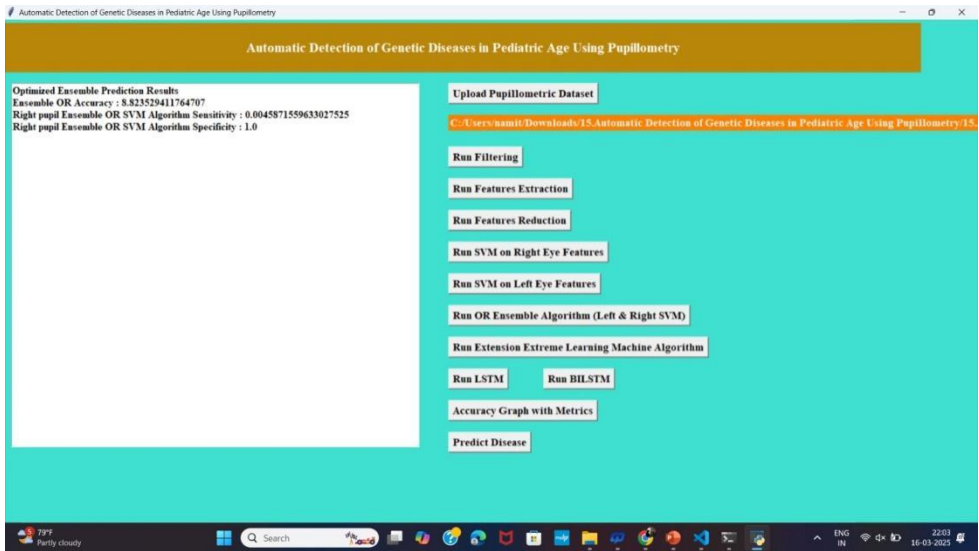 Automatic Detection of Genetic Diseases in Pediatric Age Using Pupillometry
Automatic Detection of Genetic Diseases in Pediatric Age Using Pupillometry
Optimized Ensemble Prediction Results
Ensemble OR Accuracy : 8.823529411764707
Right pupil Ensemble OR SVM Algorithm Sensitivity : 0.0045871559633027525
Right pupil Ensemble OR SVM Algorithm Specificity : 1.0
Upload Pupillometric Dataset
C:/Users/namit/Downloads/15.Automatic Detection of Genetic Diseases in Pediatric Age Using Pupillometry/15.
Run Filtering
Run Features Extraction
Run Features Reduction
Run SVM on Right Eye Features
Run SVM on Left Eye Features
Run OR Ensemble Algorithm (Left & Right SVM)
Run Extension Extreme Learning Machine Algorithm
Run LSTM Run BILSTM
Accuracy Graph with Metrics
Predict Disease
79°F
Partly cloudy
Search
ENG
IN
22:03
16-03-2025